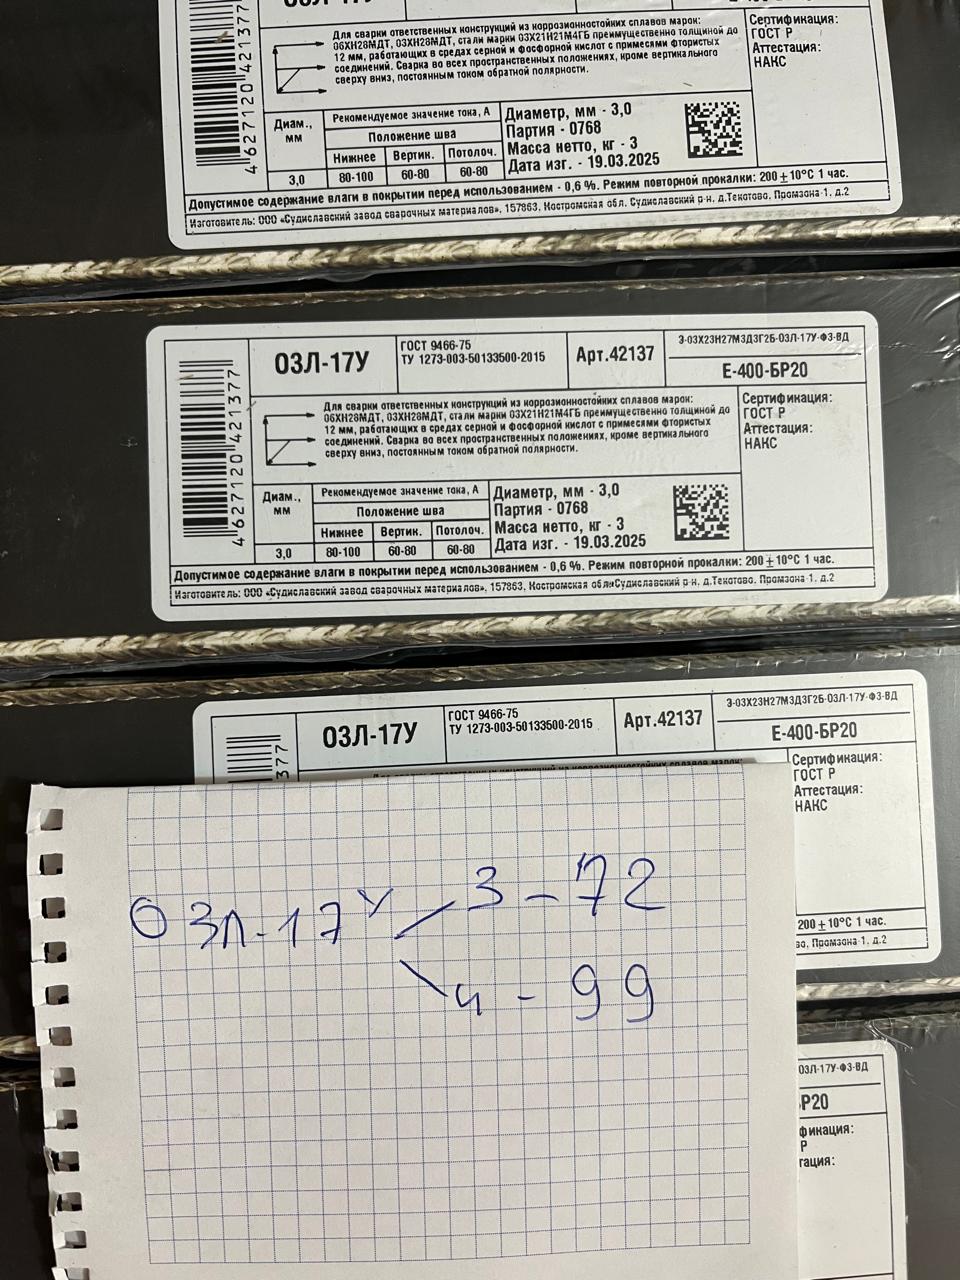 ОЗЛ-17У
4627120421377
Для сварки ответственных конструкций из коррозионностойких сплавов марок:
06ХН28МДТ, 03ХН28МДТ, стали марки 03Х21Н21М4ГБ преимущественно толщиной до
12 мм, работающих в средах серной и фосфорной кислот с примесями фтористых
соединений. Сварка во всех пространственных положениях, кроме вертикального
сверху вниз, постоянным током обратной полярности.
Сертификация:
ГОСТ Р
Аттестация:
НАКС
Диам., мм
Рекомендуемое значение тока, А
Положение шва
Нижнее Вертик. Потолоч.
3,0 80-100 60-80 60-80
Диаметр, мм - 3,0
Партия - 0768
Масса нетто, кг - 3
Дата изг. - 19.03.2025
Допустимое содержание влаги в покрытии перед использованием - 0,6 %. Режим повторной прокалки: 200±10°С 1 час.
Изготовитель: ООО «Судиславский завод сварочных материалов», 157863, Костромская обл. Судиславский р-н, д.Текотово, Промзона-1, д.2
4627120421377
ОЗЛ-17У
ГОСТ 9466-75
ТУ 1273-003-50133500-2015
Арт.42137
Э-03Х23Н27М3Д3Г2Б-ОЗЛ-17У-Ф3-ВД
Е-400-БР20
Для сварки ответственных конструкций из коррозионностойких сплавов марок:
06ХН28МДТ, 03ХН28МДТ, стали марки 03Х21Н21М4ГБ преимущественно толщиной до
12 мм, работающих в средах серной и фосфорной кислот с примесями фтористых
соединений. Сварка во всех пространственных положениях, кроме вертикального
сверху вниз, постоянным током обратной полярности.
Сертификация:
ГОСТ Р
Аттестация:
НАКС
Диам., мм
Рекомендуемое значение тока, А
Положение шва
Нижнее Вертик. Потолоч.
3,0 80-100 60-80 60-80
Диаметр, мм - 3,0
Партия - 0768
Масса нетто, кг - 3
Дата изг. - 19.03.2025
Допустимое содержание влаги в покрытии перед использованием - 0,6 %. Режим повторной прокалки: 200±10°С 1 час.
Изготовитель: ООО «Судиславский завод сварочных материалов», 157863, Костромская обл.Судиславский р-н, д.Текотово, Промзона-1, д.2
377
ОЗЛ-17У
ГОСТ 9466-75
ТУ 1273-003-50133500-2015
Арт.42137
Э-03Х23Н27М3Д3Г2Б-ОЗЛ-17У-Ф3-ВД
Е-400-БР20
Сертификация:
ГОСТ Р
Аттестация:
НАКС
200±10°С 1 час.
во, Промзона-1, д.2
ОЗЛ-17У 3 - 72
4 - 99
ОЗЛ-17У-Ф3-ВД
БР20
фикация:
Р
тация: